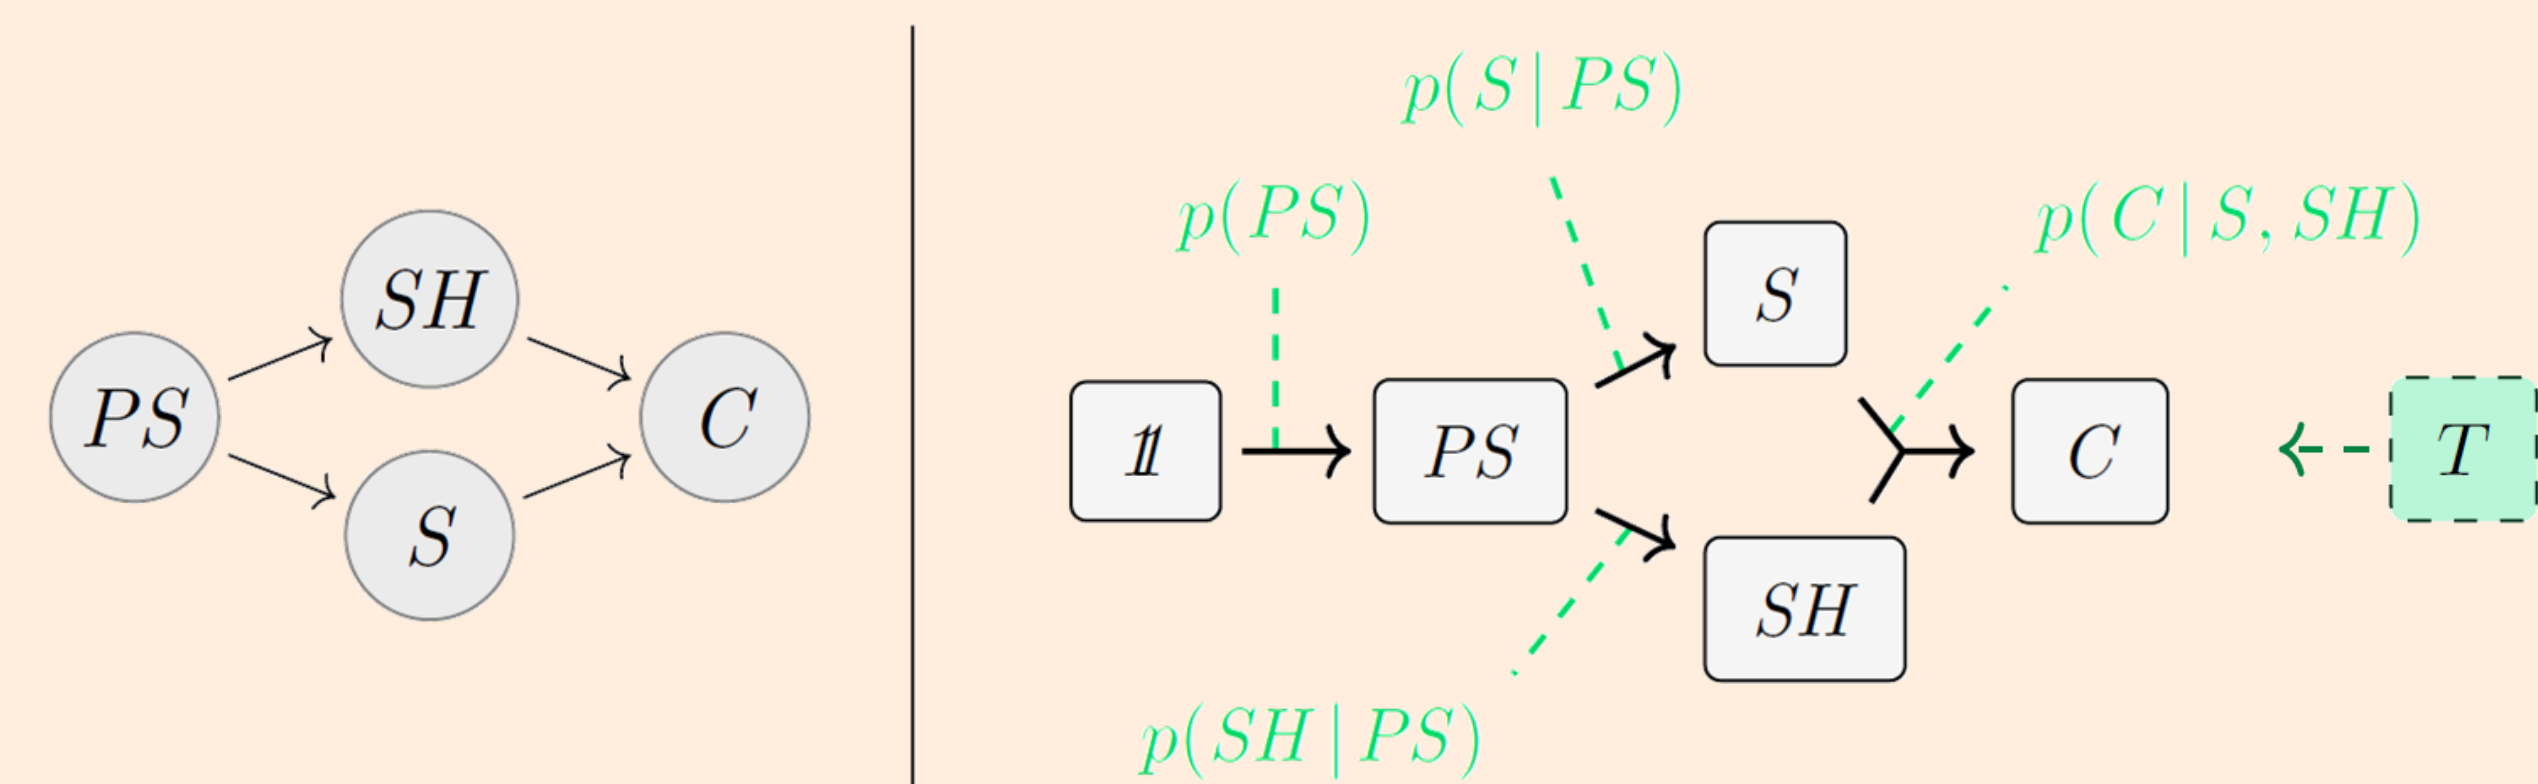 SH
PS
C
S
p(S | PS)
p(PS)
p(C | S, SH)
S
𝟙
PS
C
T
SH
p(SH | PS)